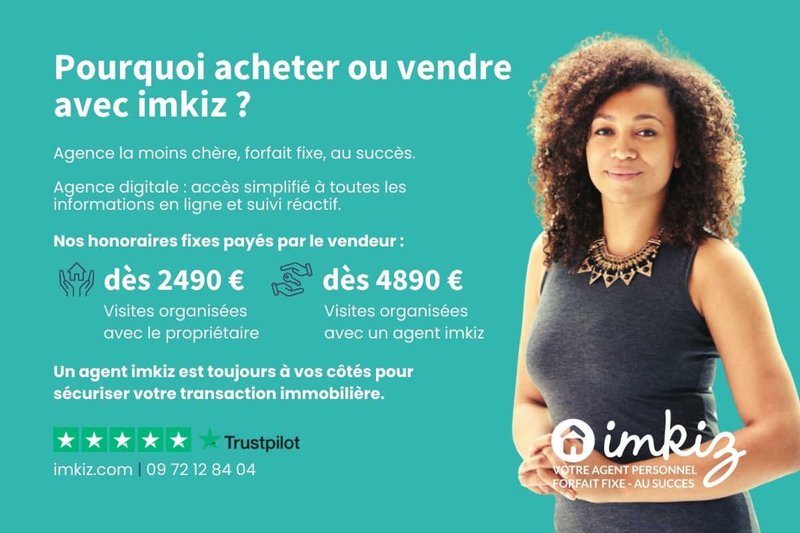 Pourquoi acheter ou vendre
avec imkiz ?
Agence la moins chère, forfait fixe, au succès.
Agence digitale : accès simplifié à toutes les
informations en ligne et suivi réactif.
Nos honoraires fixes payés par le vendeur :
dès 2490 €
Visites organisées
avec le propriétaire
dès 4890 €
Visites organisées
avec un agent imkiz
Un agent imkiz est toujours à vos côtés pour
sécuriser votre transaction immobilière.
Trustpilot
imkiz.com | 09 72 12 84 04
imkiz
VOTRE AGENT PERSONNEL
FORFAIT FIXE - AU SUCCES